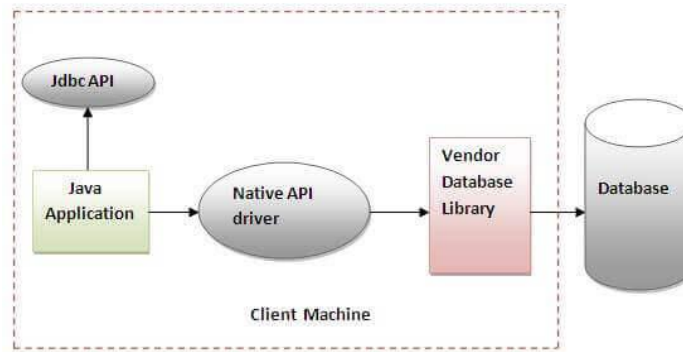 Jdbc API
Java
Application
Native API
driver
Vendor
Database
Library
Database
Client Machine